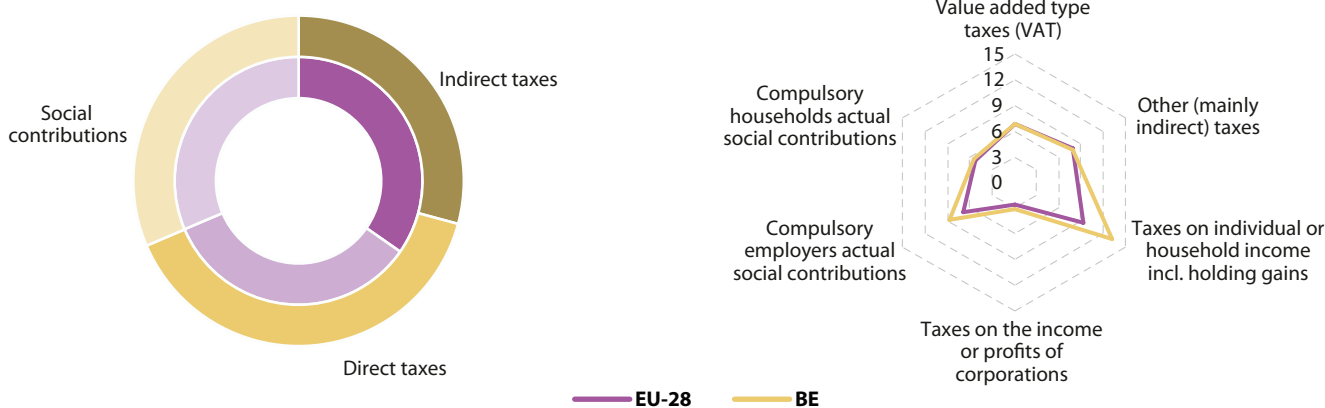 Indirect taxes
Social
contributions
Direct taxes
Value added type
taxes (VAT)
15
12
9
6
3
0
Compulsory
households actual
social contributions
Other (mainly
indirect) taxes
Compulsory
employers actual
social contributions
Taxes on individual or
household income
incl. holding gains
Taxes on the income
or profits of
corporations
EU-28
BE